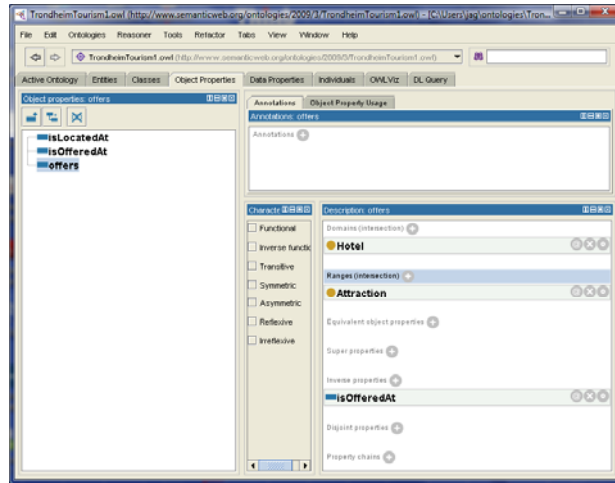 TrondheimTourism1.owl (http://www.semanticweb.org/ontologies/2009/3/TrondheimTourism1.owl) - [C:\Users\jag\ontologies\Tron...
File Edit Ontologies Reasoner Tools Refactor Tabs View Window Help
TrondheimTourism1.owl (http://www.semanticweb.org/ontologies/2009/3/TrondheimTourism1.owl)
Active Ontology Entities Classes Object Properties Data Properties Individuals OWLViz DL Query
Object properties: offers
isLocatedAt
isOfferedAt
offers
Annotations Object Property Usage
Annotations: offers
Annotations
Characte
Functional
Inverse functic
Transitive
Symmetric
Asymmetric
Reflexive
Irreflexive
Description: offers
Domains (intersection)
Hotel
Ranges (intersection)
Attraction
Equivalent object properties
Super properties
Inverse properties
isOfferedAt
Disjoint properties
Property chains